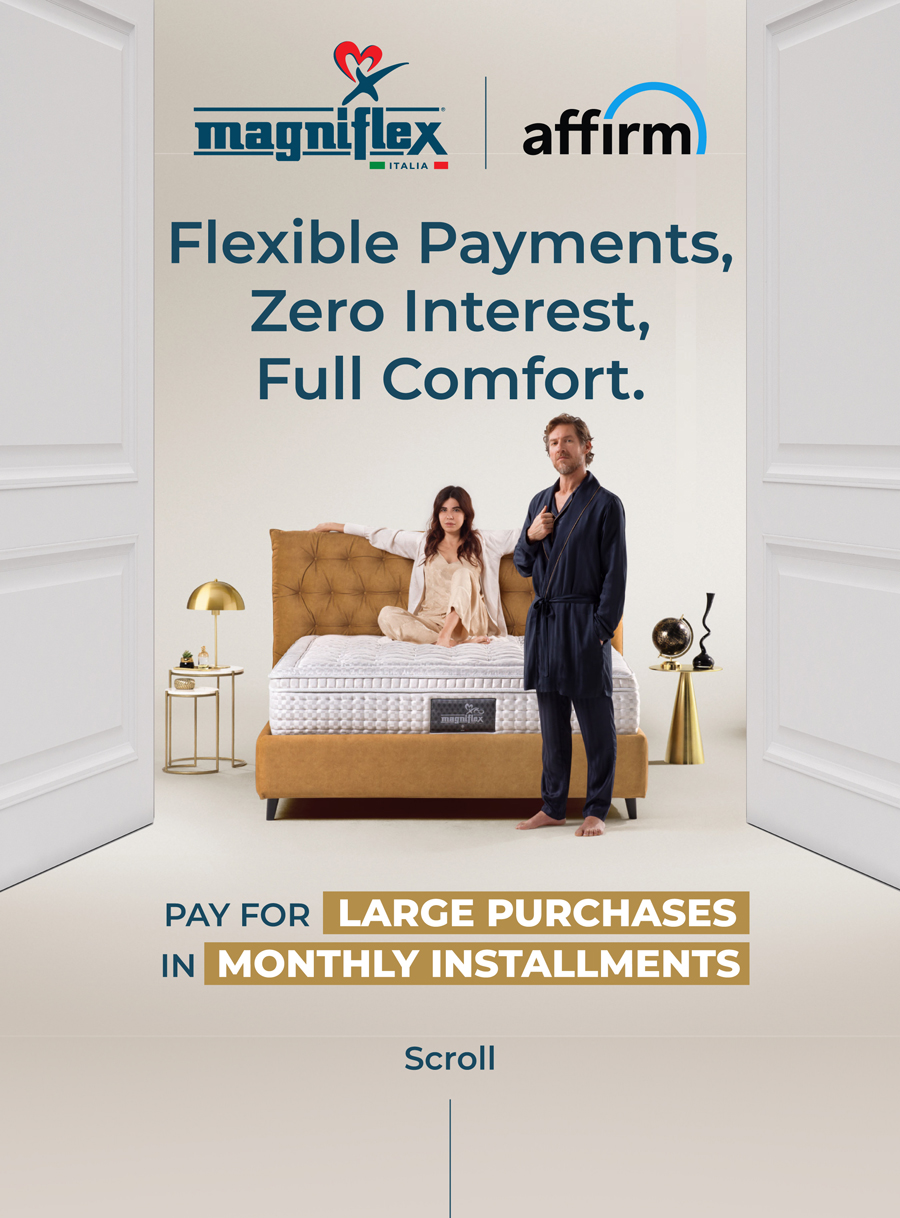 magniflex®
ITALIA
affirm
Flexible Payments,
Zero Interest,
Full Comfort.
magniflex
PAY FOR LARGE PURCHASES
IN MONTHLY INSTALLMENTS
Scroll